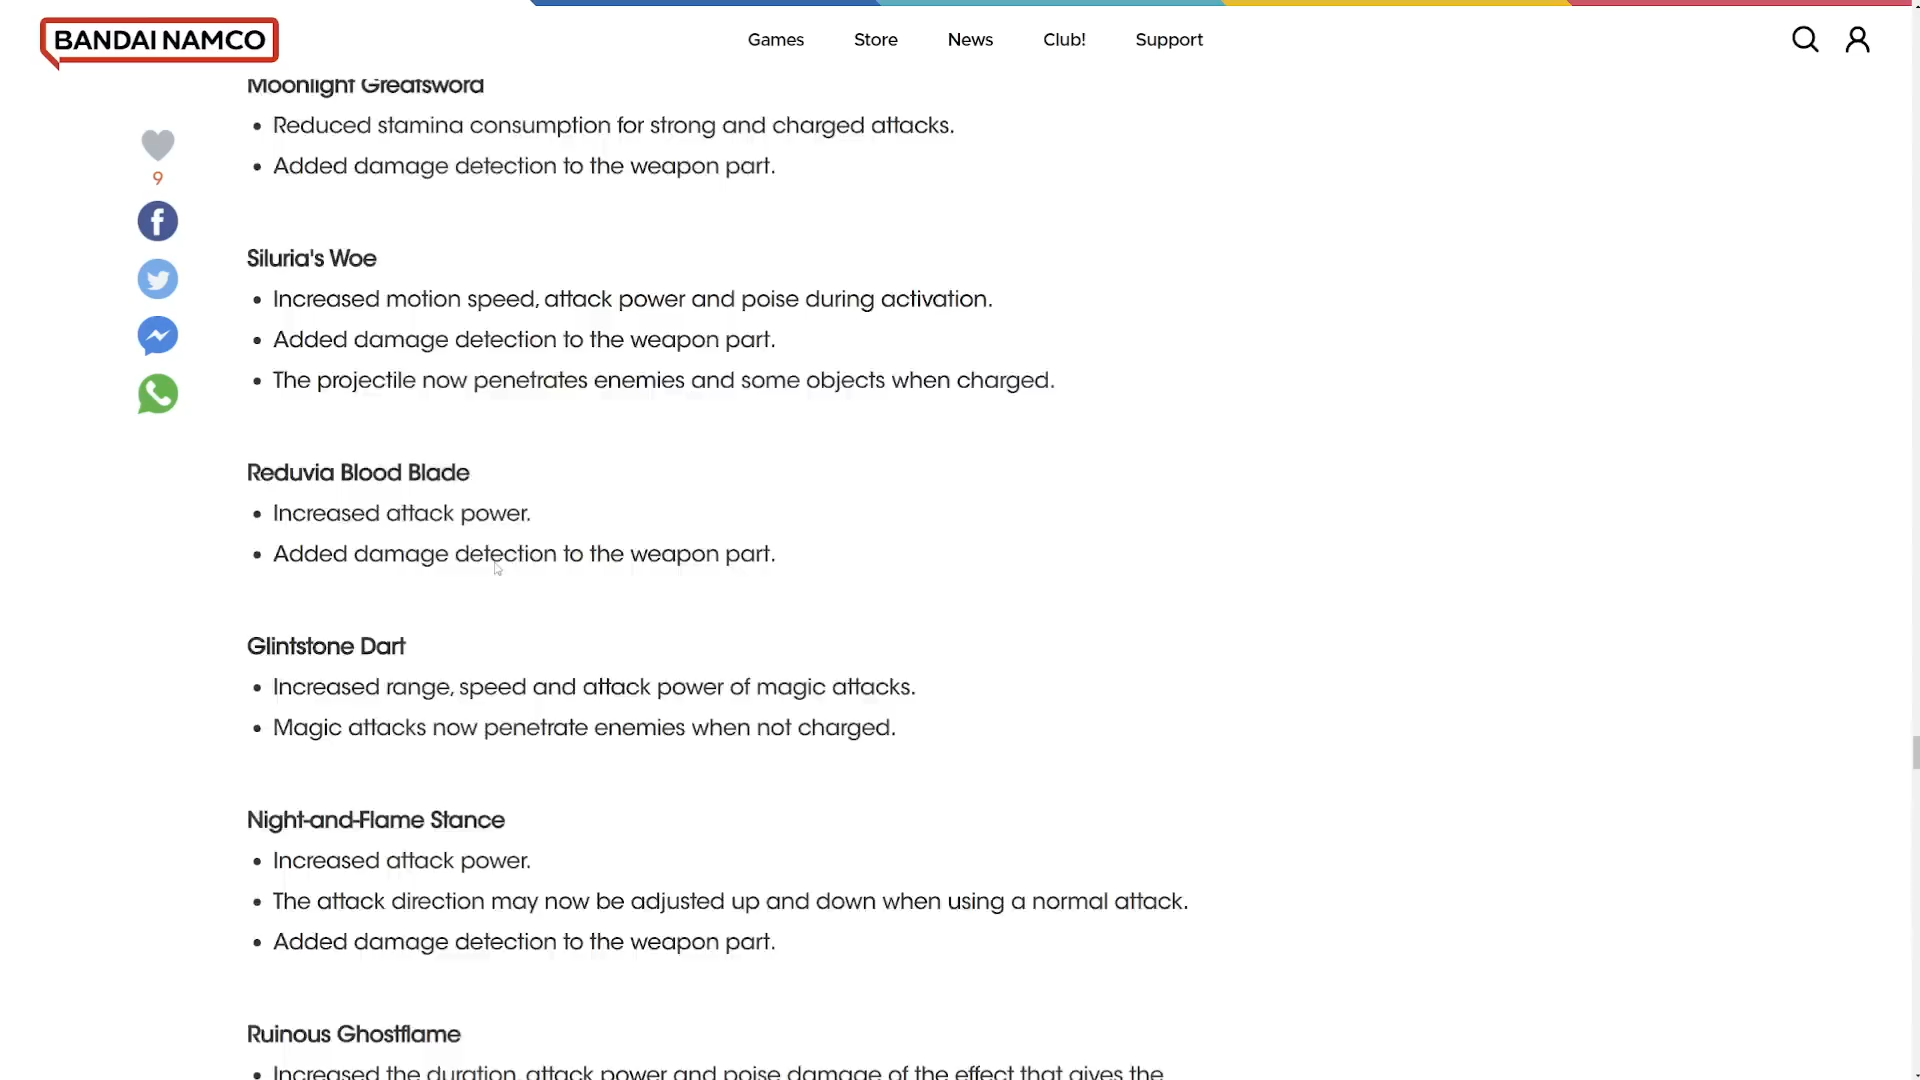 BANDAI NAMCO
Games
Store
News
Club!
Support
Moonlight Greatsword
• Reduced stamina consumption for strong and charged attacks.
• Added damage detection to the weapon part.
9
Siluria's Woe
• Increased motion speed, attack power and poise during activation.
• Added damage detection to the weapon part.
• The projectile now penetrates enemies and some objects when charged.
Reduvia Blood Blade
• Increased attack power.
• Added damage detection to the weapon part.
Glintstone Dart
• Increased range, speed and attack power of magic attacks.
• Magic attacks now penetrate enemies when not charged.
Night-and-Flame Stance
• Increased attack power.
• The attack direction may now be adjusted up and down when using a normal attack.
• Added damage detection to the weapon part.
Ruinous Ghostflame
• Increased the duration, attack power and poise damage of the effect that gives the